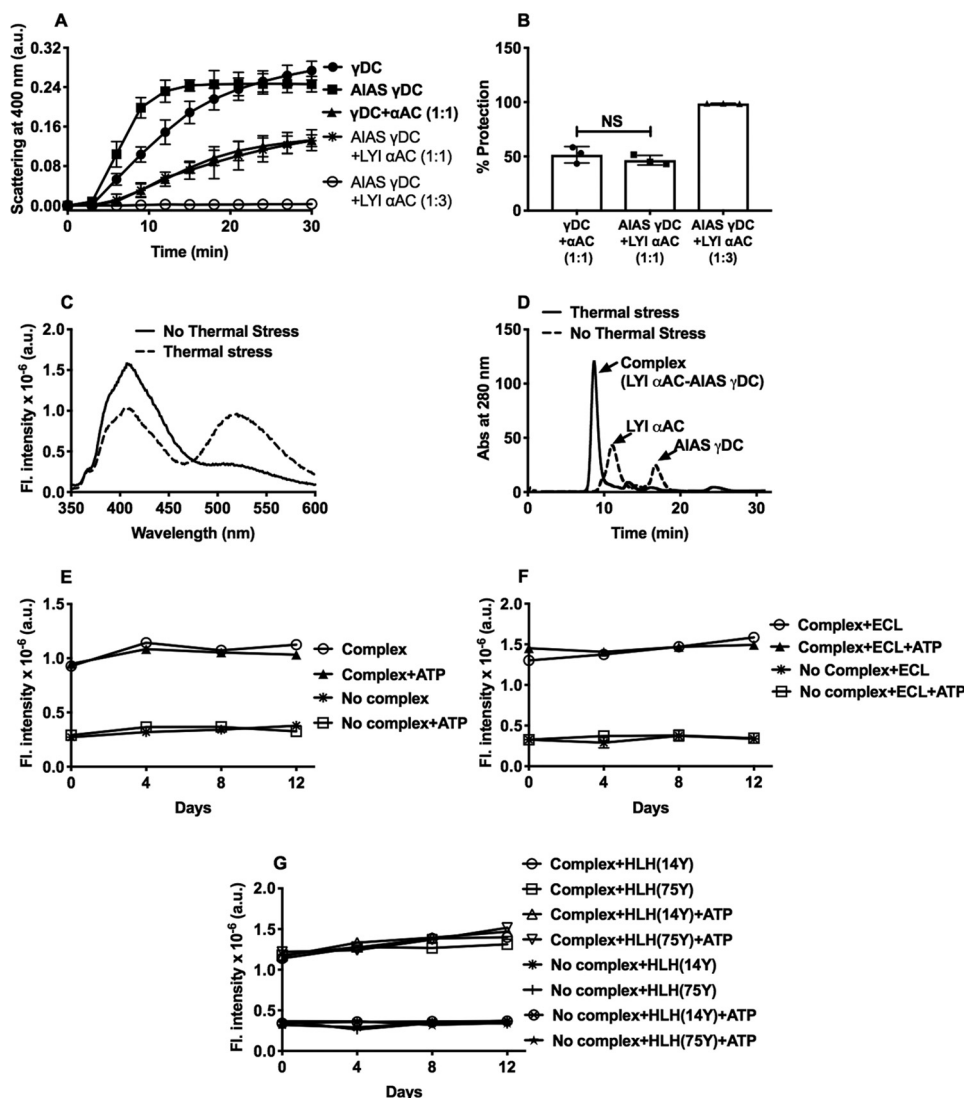 A
Scattering at 400 nm (a.u.)
0.32
0.24
0.16
0.08
0.00
0
10
20
30
Time (min)
γDC
AIAS γDC
γDC+αAC (1:1)
AIAS γDC
+LYI αAC (1:1)
AIAS γDC
+LYI αAC (1:3)
B
% Protection
150
100
50
0
NS
γDC
+αAC
(1:1)
AIAS γDC
+LYI αAC
(1:1)
AIAS γDC
+LYI αAC
(1:3)
C
Fl. intensity x 10⁻⁶ (a.u.)
2.0
1.5
1.0
0.5
0.0
350
400
450
500
550
600
Wavelength (nm)
No Thermal Stress
Thermal stress
D
Abs at 280 nm
150
100
50
0
0
10
20
30
Time (min)
Thermal stress
No Thermal Stress
Complex
(LYI αAC-AIAS γDC)
LYI αAC
AIAS γDC
E
Fl. intensity x 10⁻⁶ (a.u.)
1.5
1.0
0.5
0.0
0
4
8
12
Days
Complex
Complex+ATP
No complex
No complex+ATP
F
Fl. intensity x 10⁻⁶ (a.u.)
2.0
1.5
1.0
0.5
0.0
0
4
8
12
Days
Complex+ECL
Complex+ECL+ATP
No Complex+ECL
No complex+ECL+ATP
G
Fl. intensity x 10⁻⁶ (a.u.)
2.0
1.5
1.0
0.5
0.0
0
4
8
12
Days
Complex+HLH(14Y)
Complex+HLH(75Y)
Complex+HLH(14Y)+ATP
Complex+HLH(75Y)+ATP
No complex+HLH(14Y)
No complex+HLH(75Y)
No complex+HLH(14Y)+ATP
No complex+HLH(75Y)+ATP